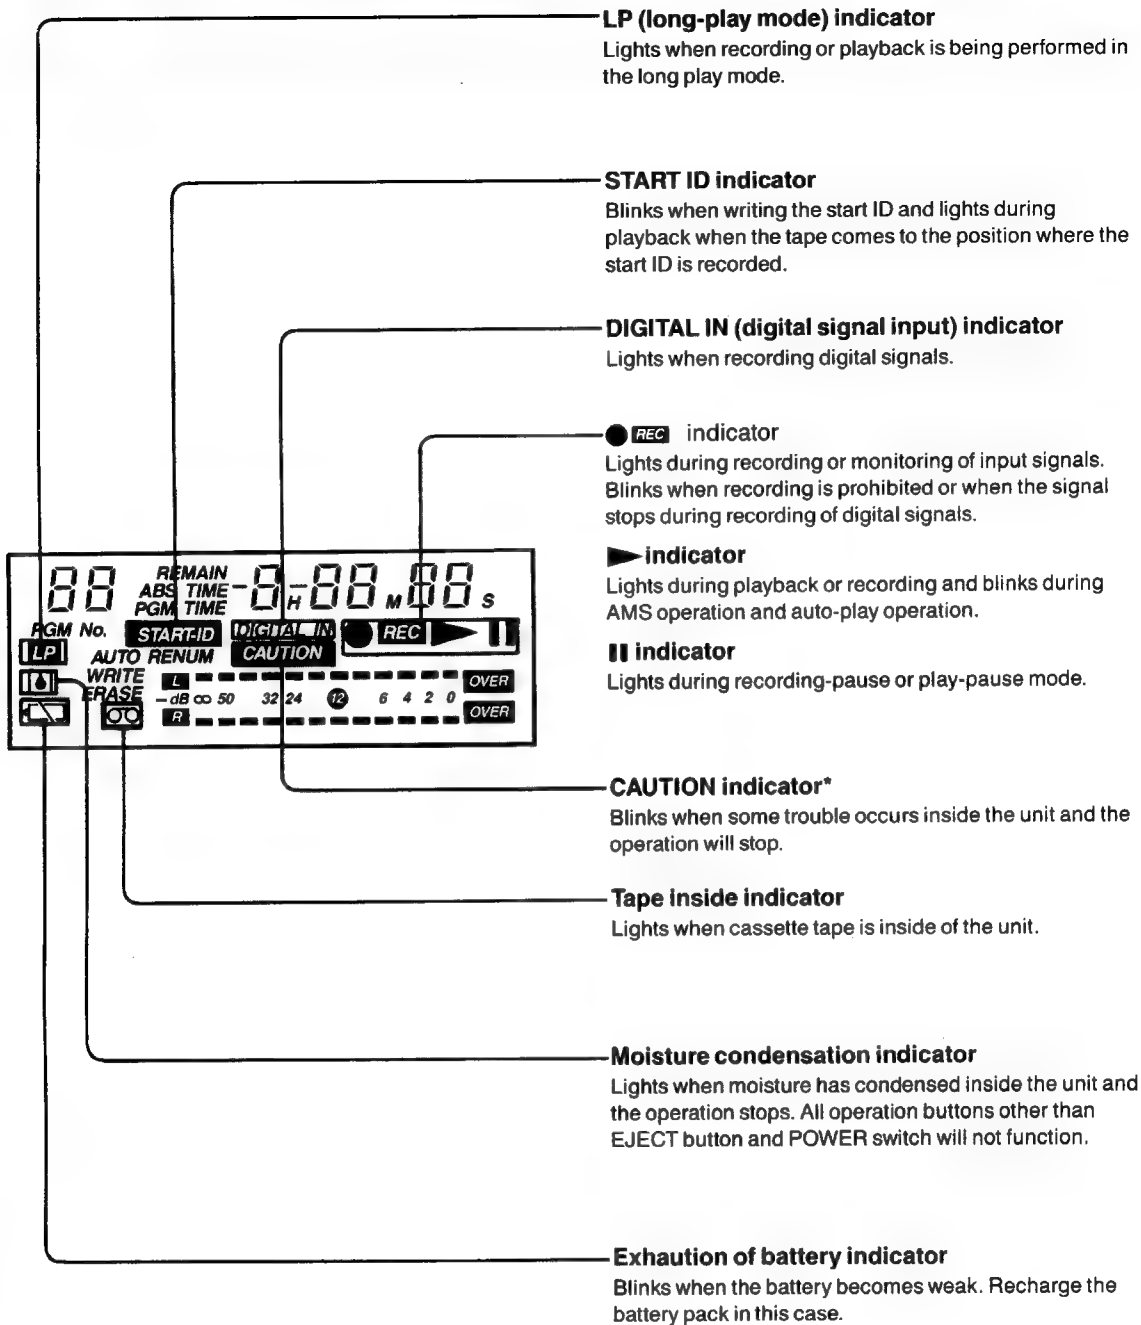 LP (long-play mode) indicator
Lights when recording or playback is being performed in
the long play mode.
START ID indicator
Blinks when writing the start ID and lights during
playback when the tape comes to the position where the
start ID is recorded.
DIGITAL IN (digital signal input) indicator
Lights when recording digital signals.
● REC indicator
Lights during recording or monitoring of input signals.
Blinks when recording is prohibited or when the signal
stops during recording of digital signals.
▶ indicator
Lights during playback or recording and blinks during
AMS operation and auto-play operation.
II indicator
Lights during recording-pause or play-pause mode.
88 REMAIN
ABS TIME
PGM TIME
-8H-88M88S
PGM No. START-ID DIGITAL IN ● REC ▶ II
LP AUTO RENUM CAUTION
WRITE
ERASE
L OVER
–dB ∞ 50 32 24 12 6 4 2 0
R OVER
CAUTION indicator*
Blinks when some trouble occurs inside the unit and the
operation will stop.
Tape inside indicator
Lights when cassette tape is inside of the unit.
Moisture condensation indicator
Lights when moisture has condensed inside the unit and
the operation stops. All operation buttons other than
EJECT button and POWER switch will not function.
Exhaution of battery indicator
Blinks when the battery becomes weak. Recharge the
battery pack in this case.